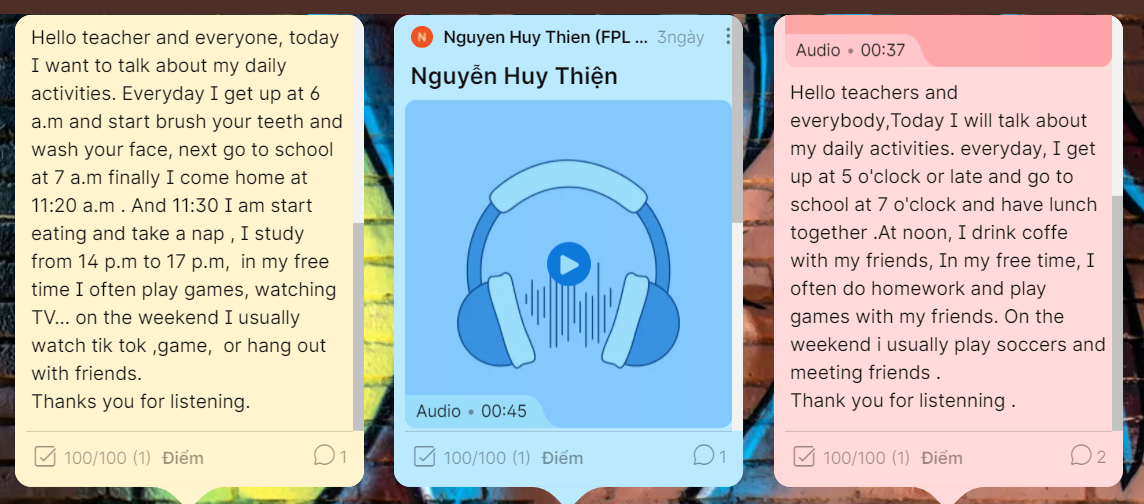 Hello teacher and everyone, today
I want to talk about my daily
activities. Everyday I get up at 6
a.m and start brush your teeth and
wash your face, next go to school
at 7 a.m finally I come home at
11:20 a.m . And 11:30 I am start
eating and take a nap , I study
from 14 p.m to 17 p.m,  in my free
time I often play games, watching
TV... on the weekend I usually
watch tik tok ,game,  or hang out
with friends.
Thanks you for listening.
100/100 (1) Điểm
1
N Nguyen Huy Thien (FPL ... 3ngày
Nguyễn Huy Thiện
Audio • 00:45
100/100 (1) Điểm
1
Audio • 00:37
Hello teachers and
everybody,Today I will talk about
my daily activities. everyday, I get
up at 5 o'clock or late and go to
school at 7 o'clock and have lunch
together .At noon, I drink coffe
with my friends, In my free time, I
often do homework and play
games with my friends. On the
weekend i usually play soccers and
meeting friends .
Thank you for listenning .
100/100 (1) Điểm
2